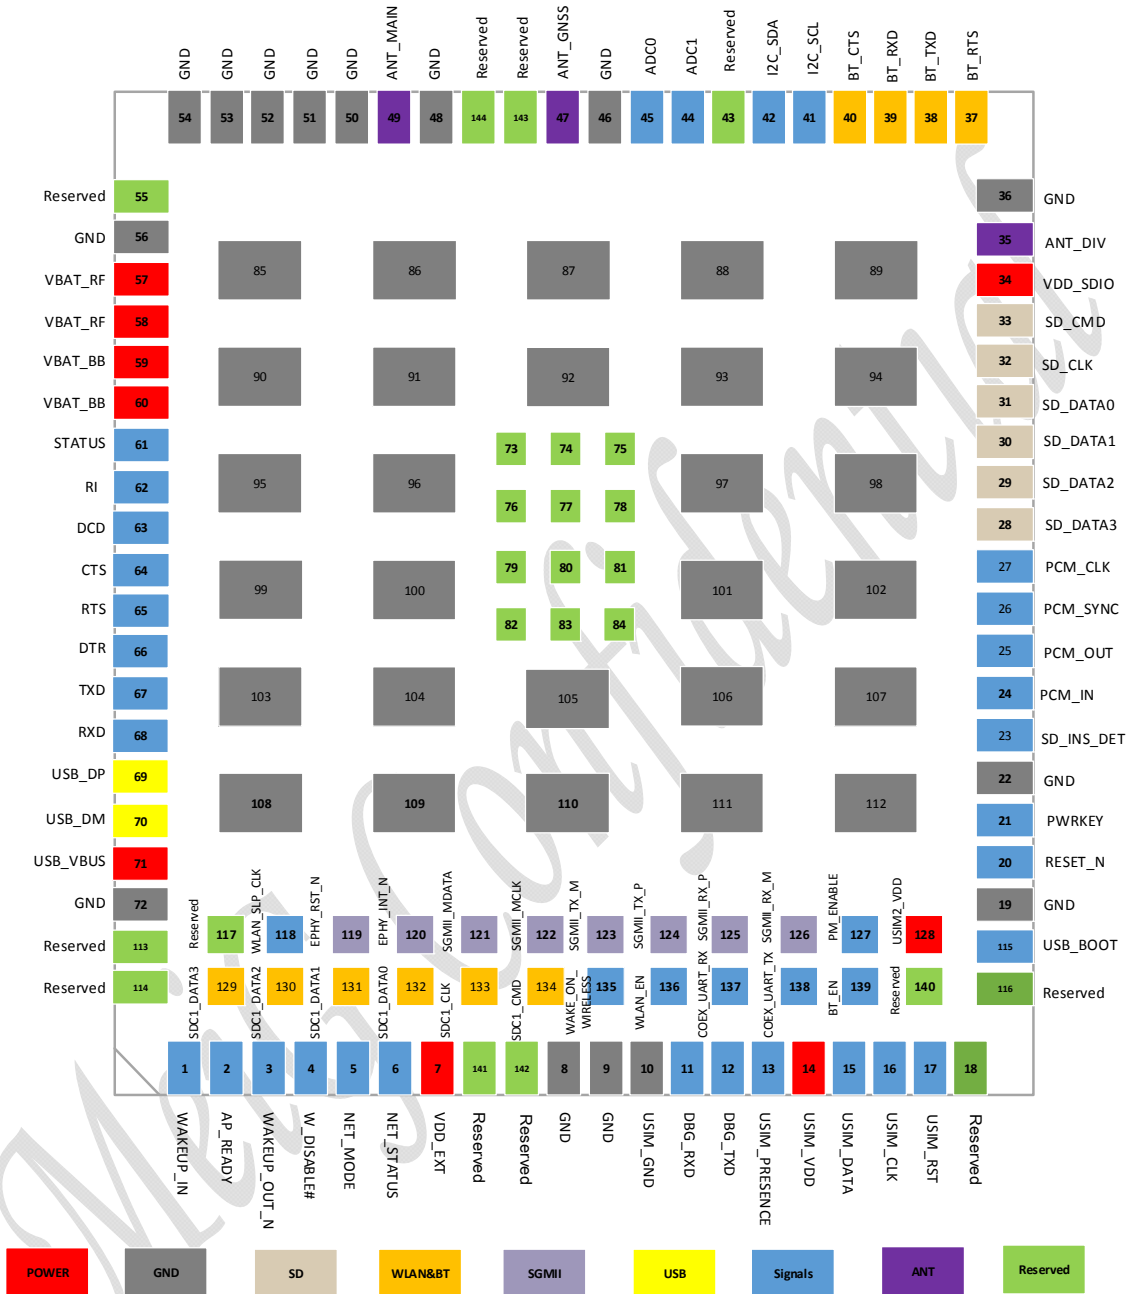 GND GND GND GND GND ANT_MAIN GND Reserved Reserved ANT_GNSS GND ADC0 ADC1 Reserved I2C_SDA I2C_SCL BT_CTS BT_RXD BT_TXD BT_RTS
54 53 52 51 50 49 48 144 143 47 46 45 44 43 42 41 40 39 38 37
Reserved 55 36 GND
GND 56 35 ANT_DIV
VBAT_RF 57 85 86 87 88 89 34 VDD_SDIO
VBAT_RF 58 33 SD_CMD
VBAT_BB 59 90 91 92 93 94 32 SD_CLK
VBAT_BB 60 31 SD_DATA0
STATUS 61 73 74 75 30 SD_DATA1
RI 62 95 96 97 98 29 SD_DATA2
DCD 63 76 77 78 28 SD_DATA3
CTS 64 79 80 81 27 PCM_CLK
RTS 65 99 100 101 102 26 PCM_SYNC
DTR 66 82 83 84 25 PCM_OUT
TXD 67 103 104 105 106 107 24 PCM_IN
RXD 68 23 SD_INS_DET
USB_DP 69 22 GND
USB_DM 70 108 109 110 111 112 21 PWRKEY
USB_VBUS 71 20 RESET_N
GND 72 19 GND
Reserved WLAN_SLP_CLK EPHY_RST_N EPHY_INT_N SGMII_MDATA SGMII_MCLK SGMII_TX_M SGMII_TX_P SGMII_RX_P SGMII_RX_M PM_ENABLE USIM2_VDD
Reserved 113 117 118 119 120 121 122 123 124 125 126 127 128 115 USB_BOOT
SDC1_DATA3 SDC1_DATA2 SDC1_DATA1 SDC1_DATA0 SDC1_CLK SDC1_CMD WAKE_ON_WIRELESS WLAN_EN COEX_UART_RX COEX_UART_TX BT_EN Reserved
Reserved 114 129 130 131 132 133 134 135 136 137 138 139 140 116 Reserved
1 2 3 4 5 6 7 141 142 8 9 10 11 12 13 14 15 16 17 18
WAKEUP_IN AP_READY WAKEUP_OUT_N W_DISABLE# NET_MODE NET_STATUS VDD_EXT Reserved Reserved GND GND USIM_GND DBG_RXD DBG_TXD USIM_PRESENCE USIM_VDD USIM_DATA USIM_CLK USIM_RST Reserved
POWER GND SD WLAN&BT SGMII USB Signals ANT Reserved
MeiG Confidential